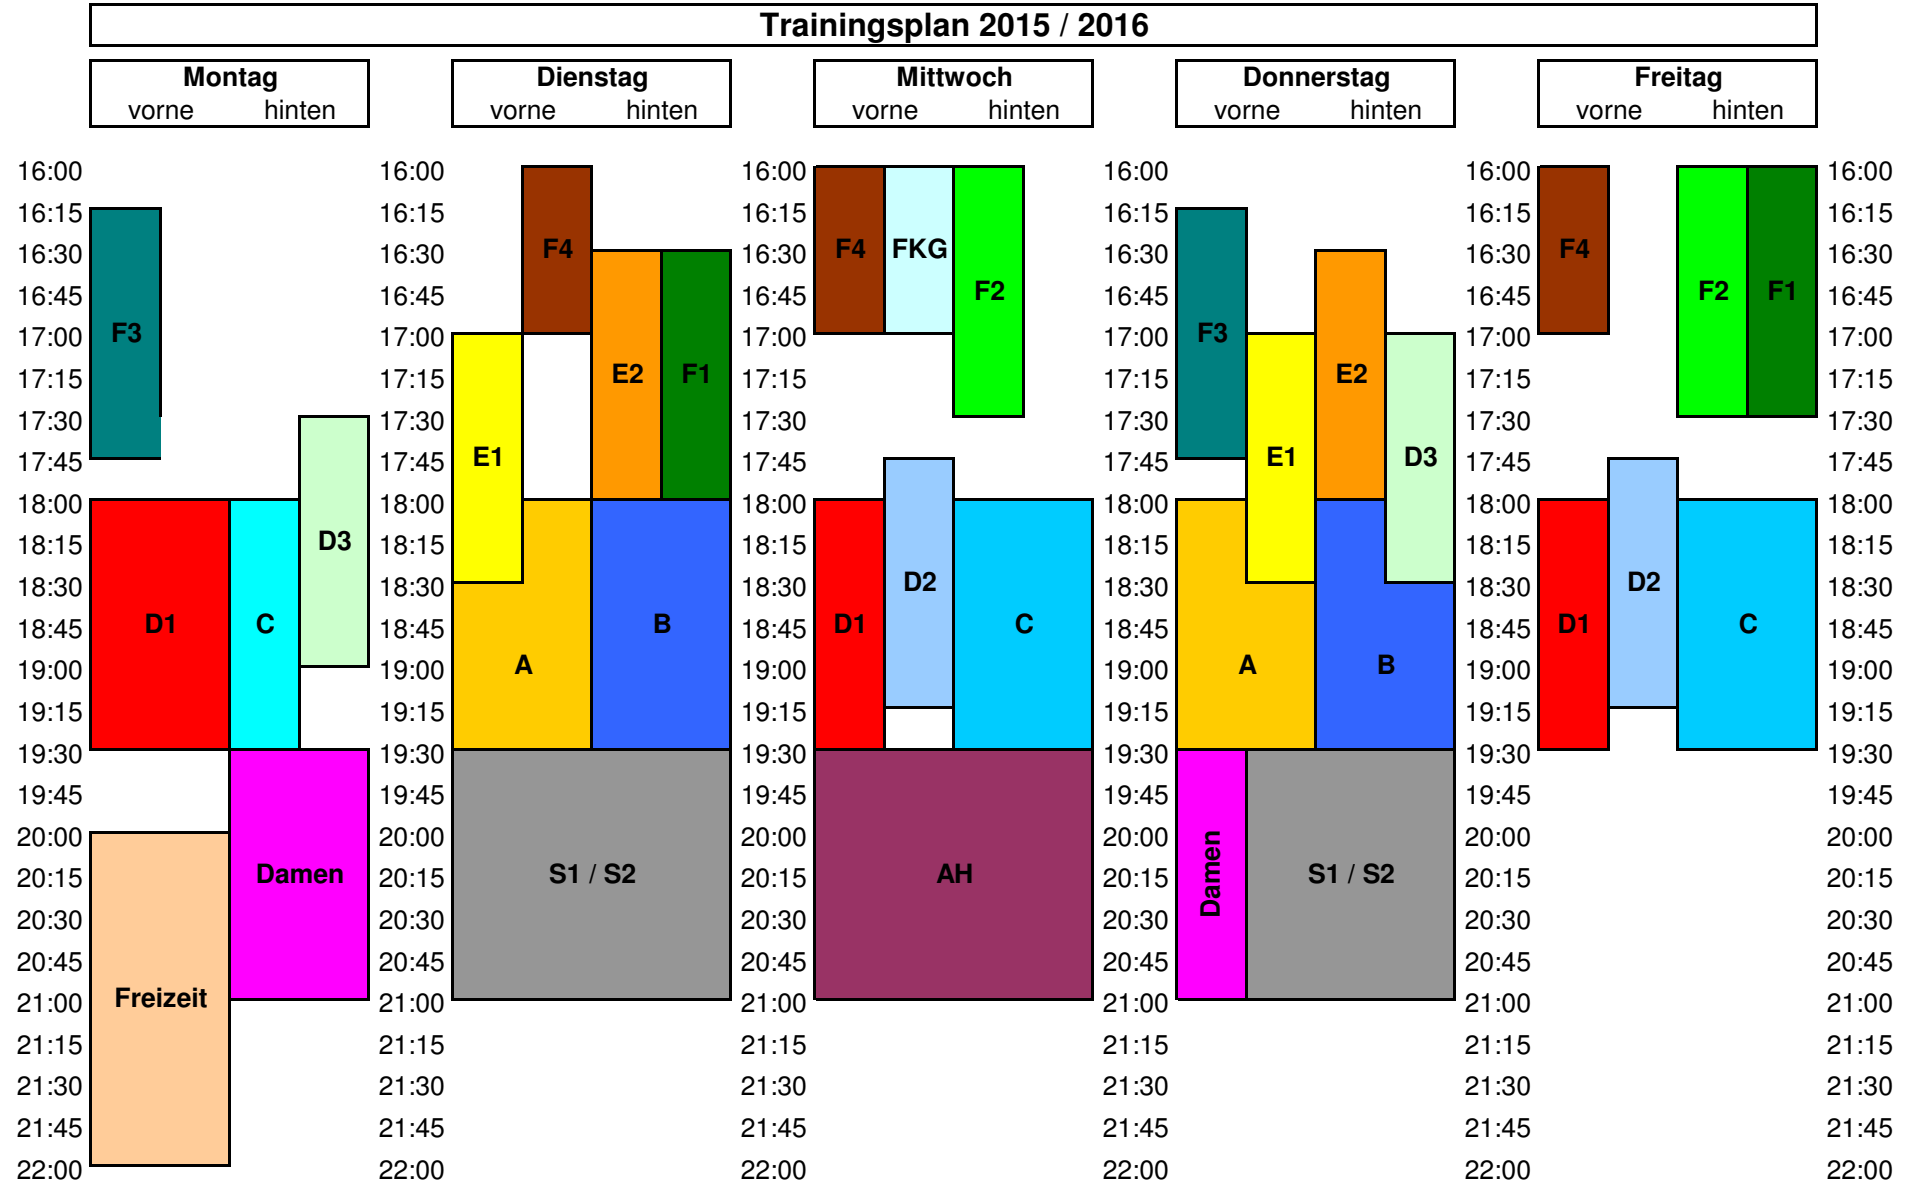 Trainingsplan 2015 / 2016
Montag Dienstag Mittwoch Donnerstag Freitag
vorne hinten vorne hinten vorne hinten vorne hinten vorne hinten
16:00 16:00 16:00 16:00 16:00 16:00
16:15 16:15 16:15 16:15 16:15 16:15
F4 F4 FKG F4
16:30 16:30 16:30 16:30 16:30 16:30
16:45 16:45 F2 16:45 16:45 F2 F1 16:45
17:00 F3 17:00 17:00 17:00 F3 17:00 17:00
17:15 17:15 E2 F1 17:15 17:15 E2 17:15 17:15
17:30 17:30 17:30 17:30 17:30 17:30
17:45 17:45 E1 17:45 17:45 E1 D3 17:45 17:45
18:00 18:00 18:00 18:00 18:00 18:00
18:15 D3 18:15 18:15 18:15 18:15 18:15
18:30 18:30 18:30 D2 18:30 18:30 D2 18:30
18:45 D1 C 18:45 B 18:45 D1 C 18:45 18:45 D1 C 18:45
19:00 19:00 A 19:00 19:00 A B 19:00 19:00
19:15 19:15 19:15 19:15 19:15 19:15
19:30 19:30 19:30 19:30 19:30 19:30
19:45 19:45 19:45 19:45 19:45 19:45
20:00 20:00 20:00 20:00 20:00 20:00
20:15 Damen 20:15 S1 / S2 20:15 AH 20:15 Damen S1 / S2 20:15 20:15
20:30 20:30 20:30 20:30 20:30 20:30
20:45 20:45 20:45 20:45 20:45 20:45
21:00 Freizeit 21:00 21:00 21:00 21:00 21:00
21:15 21:15 21:15 21:15 21:15 21:15
21:30 21:30 21:30 21:30 21:30 21:30
21:45 21:45 21:45 21:45 21:45 21:45
22:00 22:00 22:00 22:00 22:00 22:00